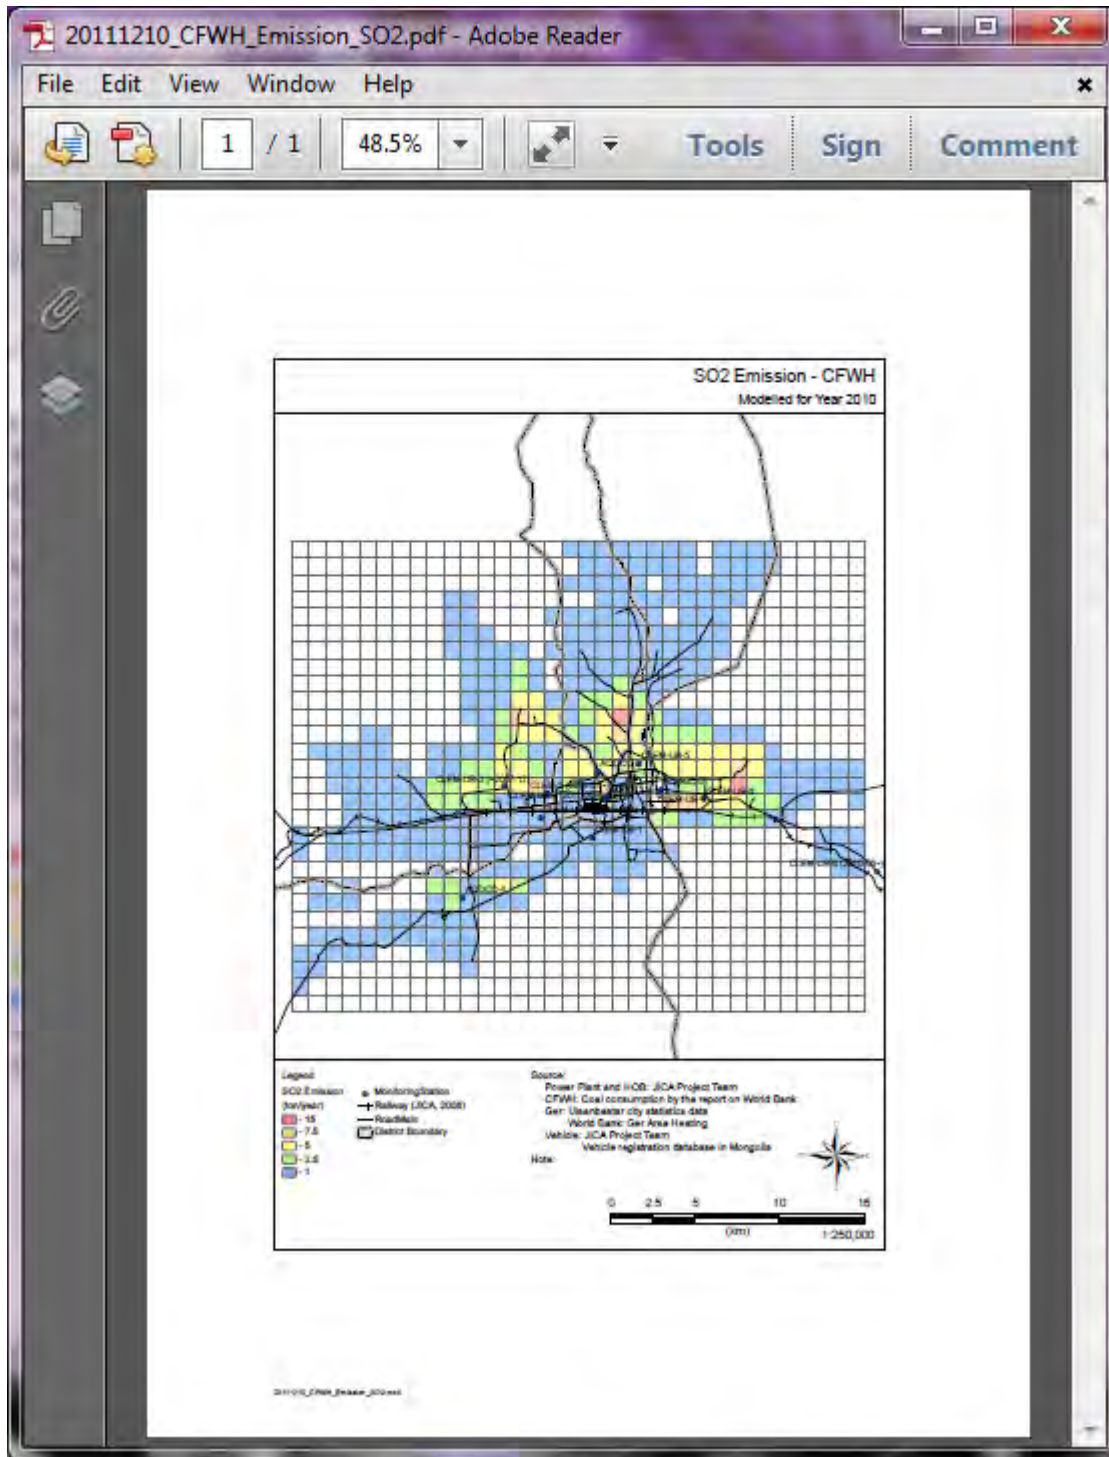 20111210_CFWH_Emission_SO2.pdf - Adobe Reader
File Edit View Window Help
1 / 1 48.5% Tools Sign Comment
SO2 Emission - CFWH
Modelled for Year 2010
Legend
SO2 Emission
(ton/year)
- 15
- 7.5
- 5
- 2.5
- 1
MonitoringStation
Railway (JICA, 2008)
RoadMain
District Boundary
Source:
Power Plant and HOB: JICA Project Team
CFWH: Coal consumption by the report on World Bank
Ger: Ulaanbaatar city statistics data
World Bank: Ger Area Heating
Vehicle: JICA Project Team
Vehicle registration database in Mongolia
Note:
0 2.5 5 10 15
(km) 1:250,000